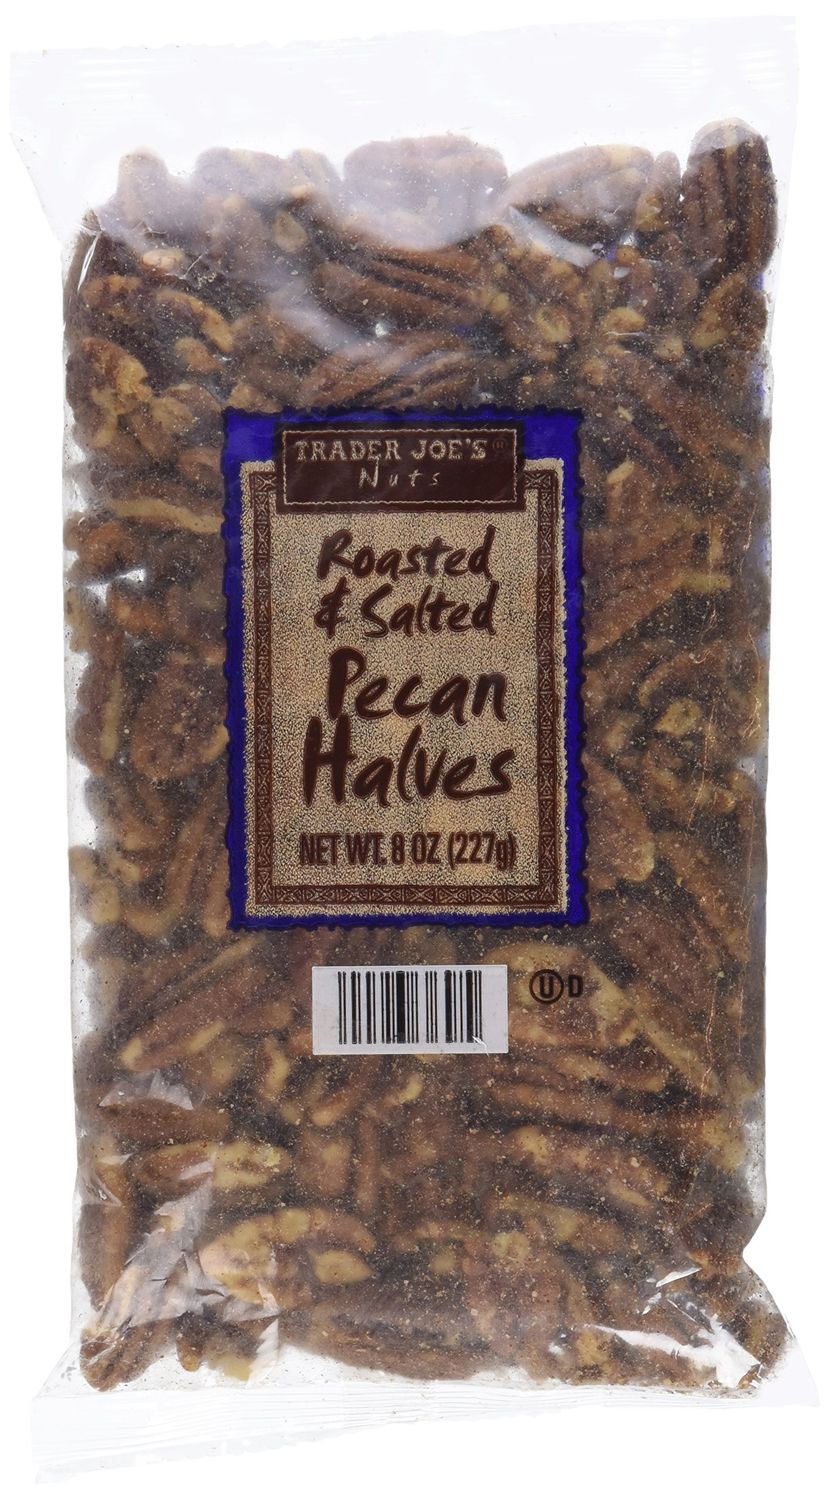 TRADER JOE'S®
Nuts
Roasted
& Salted
Pecan
Halves
NET WT. 8 OZ (227g)
U D